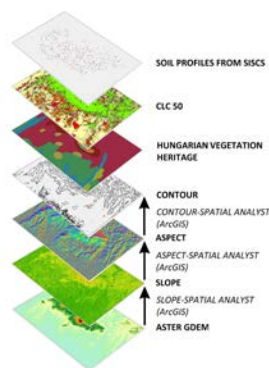 SOIL PROFILES FROM SISCS
CLC 50
HUNGARIAN VEGETATION
HERITAGE
CONTOUR
CONTOUR-SPATIAL ANALYST
(ArcGIS)
ASPECT
ASPECT-SPATIAL ANALYST
(ArcGIS)
SLOPE
SLOPE-SPATIAL ANALYST
(ArcGIS)
ASTER GDEM